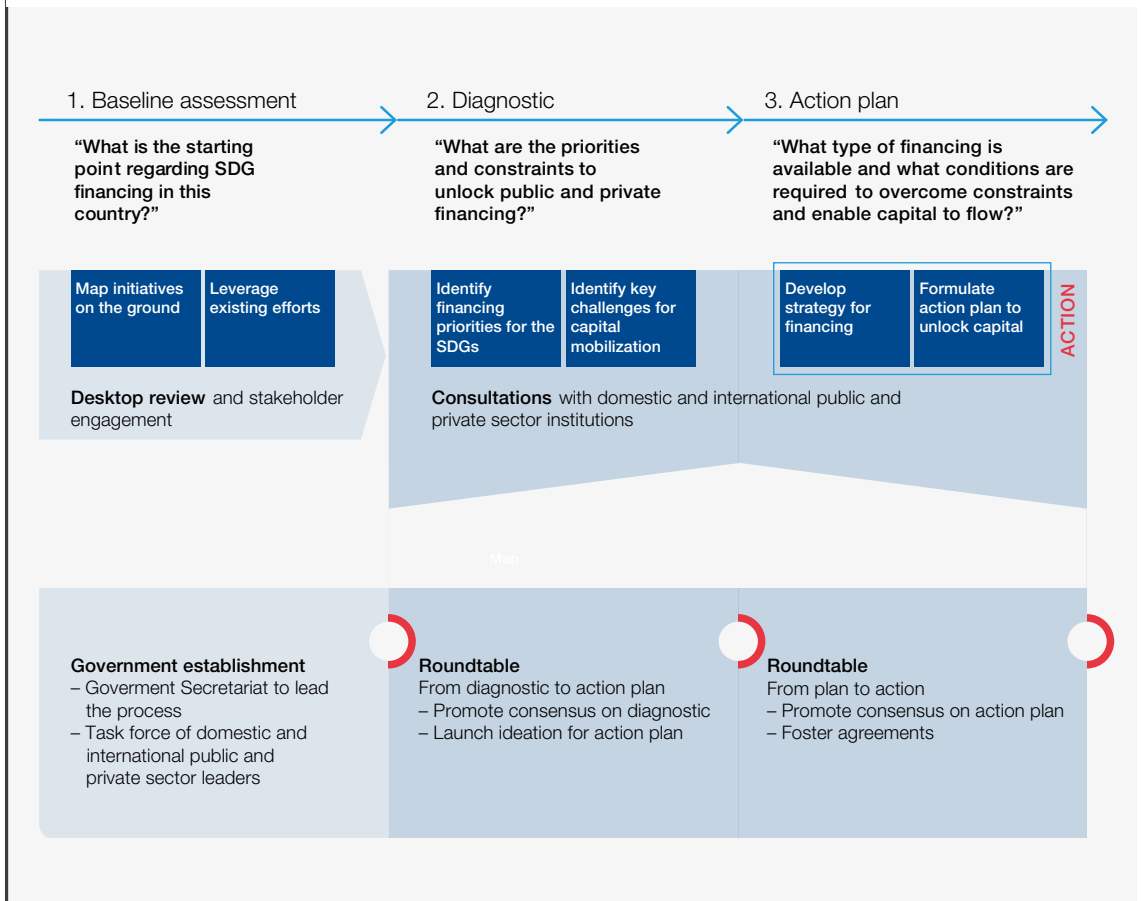 1. Baseline assessment
2. Diagnostic
3. Action plan
“What is the starting
point regarding SDG
financing in this
country?”
“What are the priorities
and constraints to
unlock public and private
financing?”
“What type of financing is
available and what conditions are
required to overcome constraints
and enable capital to flow?”
Map initiatives
on the ground
Leverage
existing efforts
Identify
financing
priorities for the
SDGs
Identify key
challenges for
capital
mobilization
Develop
strategy for
financing
Formulate
action plan to
unlock capital
ACTION
Desktop review and stakeholder
engagement
Consultations with domestic and international public and
private sector institutions
Map
Government establishment
– Goverment Secretariat to lead
the process
– Task force of domestic and
international public and
private sector leaders
Roundtable
From diagnostic to action plan
– Promote consensus on diagnostic
– Launch ideation for action plan
Roundtable
From plan to action
– Promote consensus on action plan
– Foster agreements